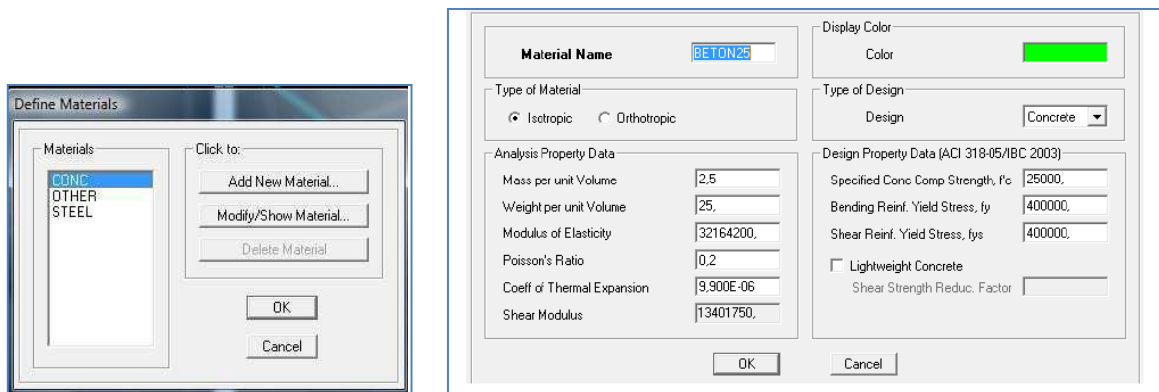 Define Materials
Materials
CONC
OTHER
STEEL
Click to:
Add New Material...
Modify/Show Material...
Delete Material
OK
Cancel
Material Name BETON25
Display Color
Color
Type of Material
Isotropic Orthotropic
Type of Design
Design Concrete
Analysis Property Data
Mass per unit Volume 2,5
Weight per unit Volume 25,
Modulus of Elasticity 32164200,
Poisson's Ratio 0,2
Coeff of Thermal Expansion 9,900E-06
Shear Modulus 13401750,
Design Property Data (ACI 318-05/IBC 2003)
Specified Conc Comp Strength, f'c 25000,
Bending Reinf. Yield Stress, fy 400000,
Shear Reinf. Yield Stress, fys 400000,
Lightweight Concrete
Shear Strength Reduc. Factor
OK Cancel